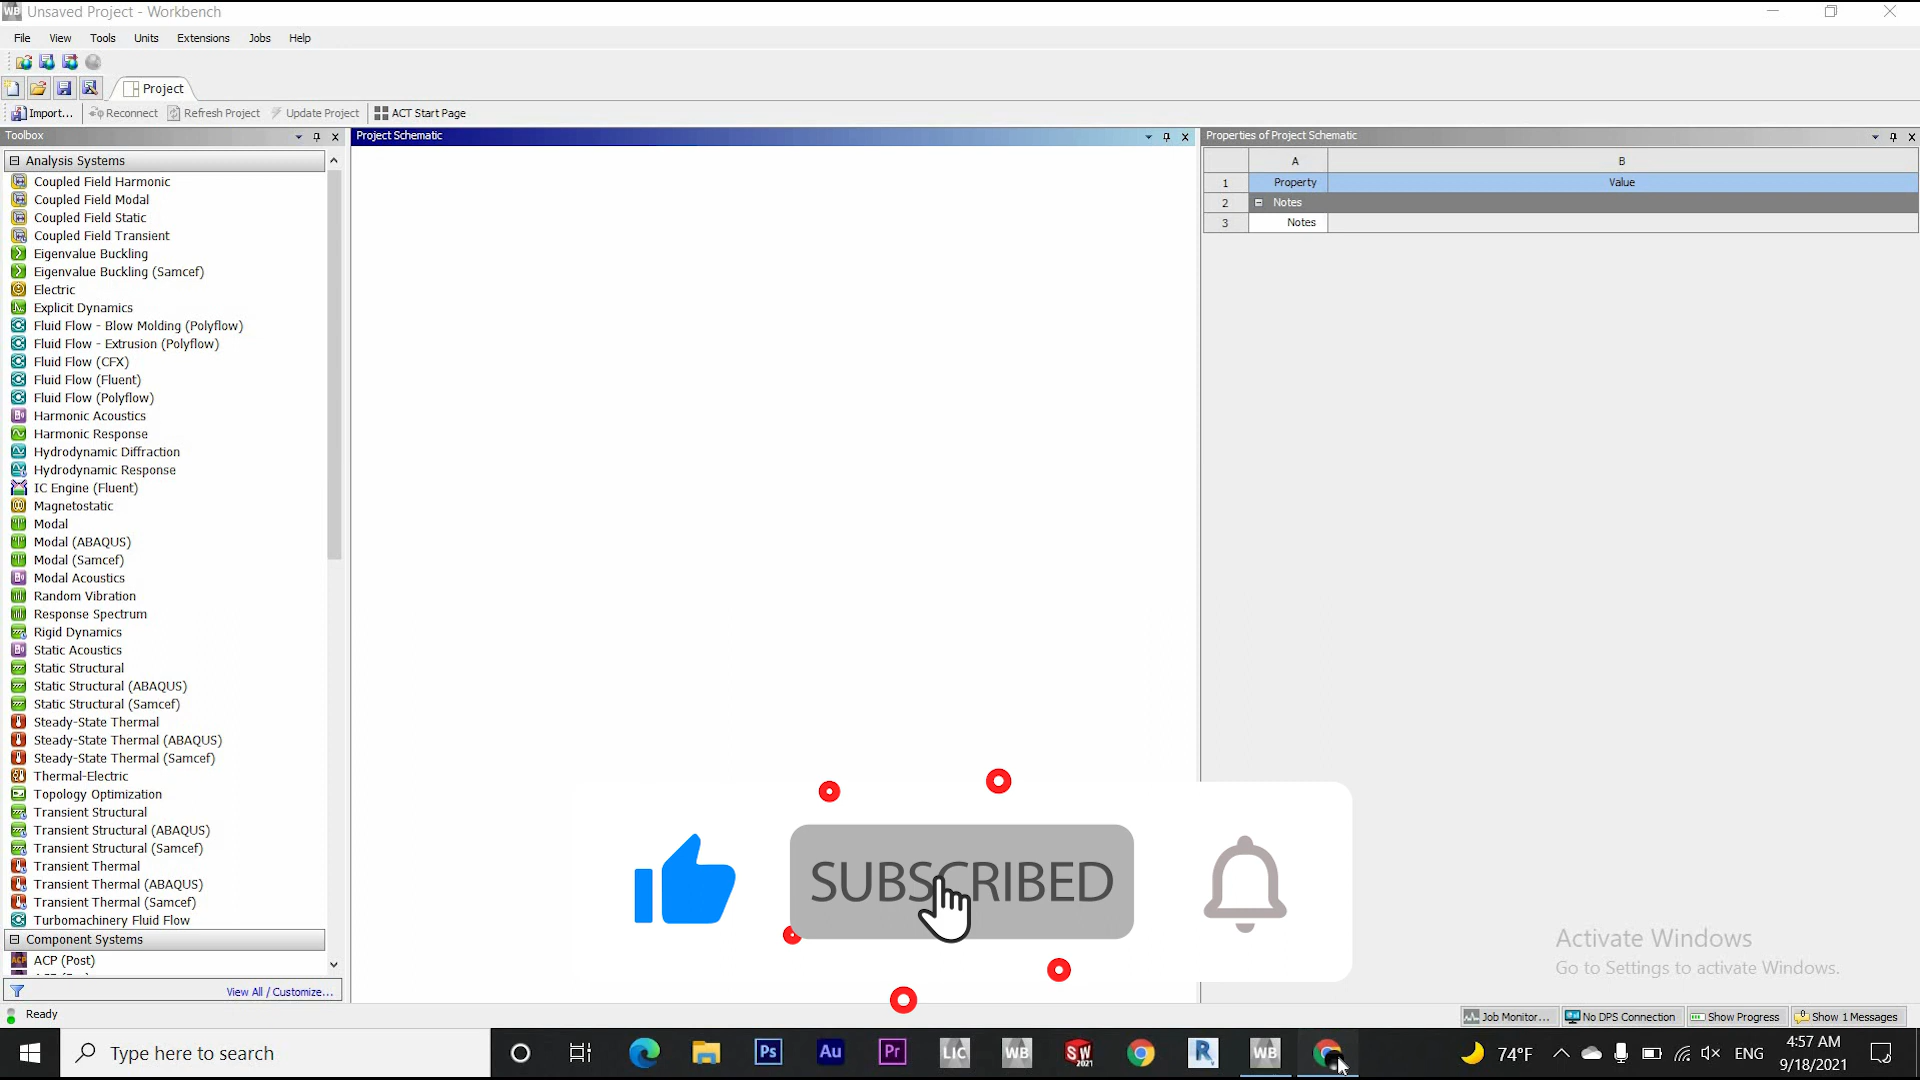 WB Unsaved Project - Workbench
File View Tools Units Extensions Jobs Help
Project
Import... Reconnect Refresh Project Update Project ACT Start Page
Toolbox
Analysis Systems
Coupled Field Harmonic
Coupled Field Modal
Coupled Field Static
Coupled Field Transient
Eigenvalue Buckling
Eigenvalue Buckling (Samcef)
Electric
Explicit Dynamics
Fluid Flow - Blow Molding (Polyflow)
Fluid Flow - Extrusion (Polyflow)
Fluid Flow (CFX)
Fluid Flow (Fluent)
Fluid Flow (Polyflow)
Harmonic Acoustics
Harmonic Response
Hydrodynamic Diffraction
Hydrodynamic Response
IC Engine (Fluent)
Magnetostatic
Modal
Modal (ABAQUS)
Modal (Samcef)
Modal Acoustics
Random Vibration
Response Spectrum
Rigid Dynamics
Static Acoustics
Static Structural
Static Structural (ABAQUS)
Static Structural (Samcef)
Steady-State Thermal
Steady-State Thermal (ABAQUS)
Steady-State Thermal (Samcef)
Thermal-Electric
Topology Optimization
Transient Structural
Transient Structural (ABAQUS)
Transient Structural (Samcef)
Transient Thermal
Transient Thermal (ABAQUS)
Transient Thermal (Samcef)
Turbomachinery Fluid Flow
Component Systems
ACP (Post)
View All / Customize...
Project Schematic
Properties of Project Schematic
A B
1 Property Value
2 Notes
3 Notes
SUBSCRIBED
Activate Windows
Go to Settings to activate Windows.
Ready
Job Monitor... No DPS Connection Show Progress Show 1 Messages
Type here to search
Ps Au Pr LIC WB SW 2021 R WB
74°F ENG 4:57 AM
9/18/2021